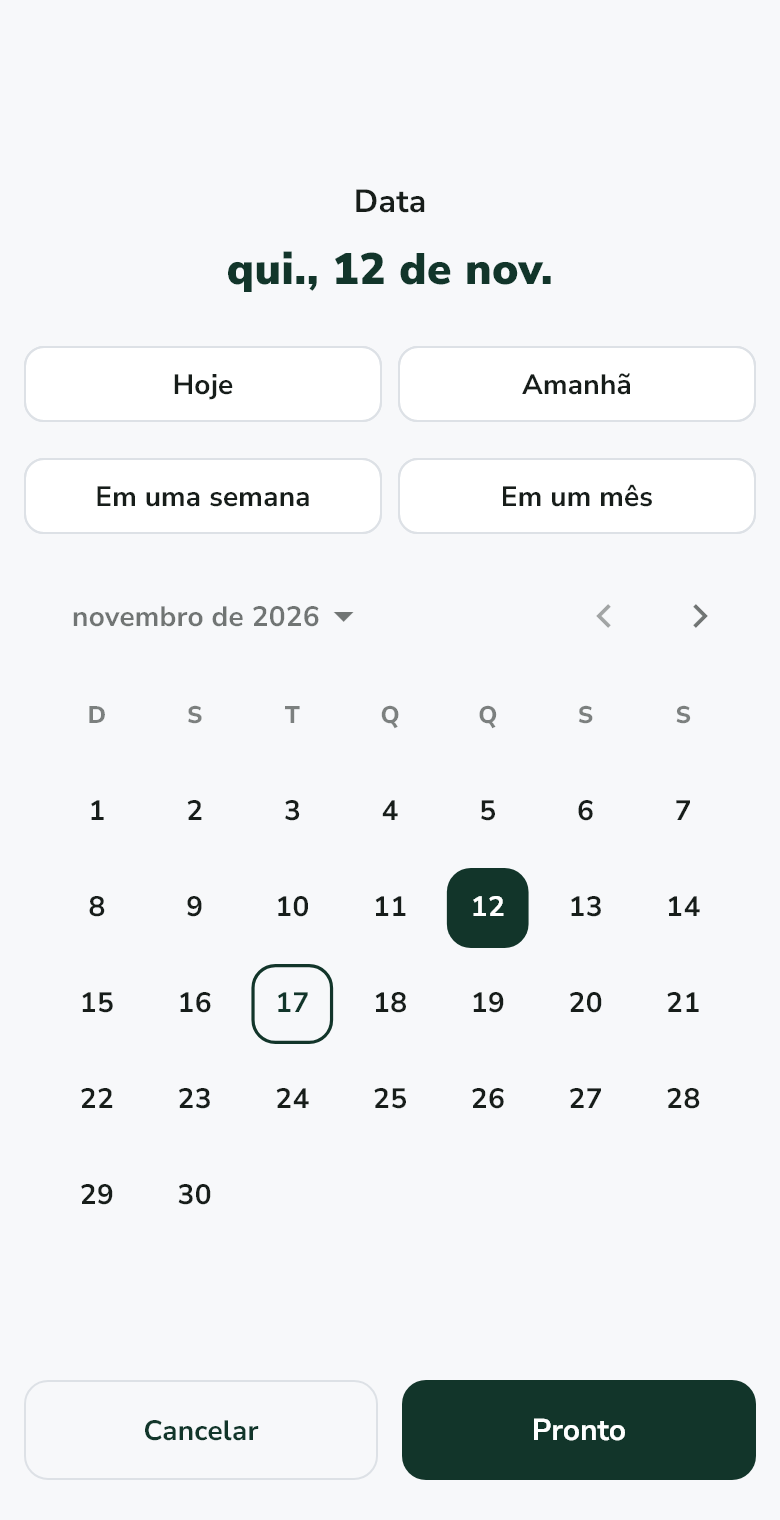 Data
qui., 12 de nov.
Hoje Amanhã
Em uma semana Em um mês
novembro de 2026
D S T Q Q S S
1 2 3 4 5 6 7
8 9 10 11 12 13 14
15 16 17 18 19 20 21
22 23 24 25 26 27 28
29 30
Cancelar Pronto